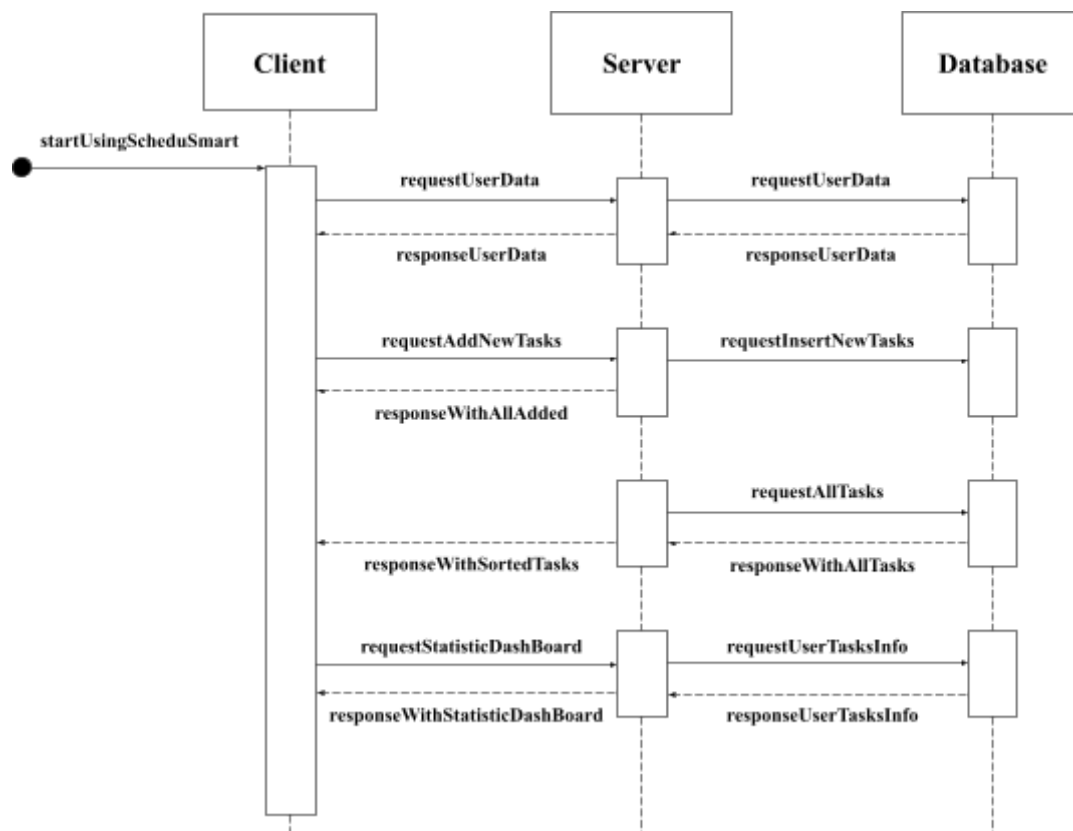 Client
Server
Database
startUsingScheduSmart
requestUserData
requestUserData
responseUserData
responseUserData
requestAddNewTasks
requestInsertNewTasks
responseWithAllAdded
requestAllTasks
responseWithSortedTasks
responseWithAllTasks
requestStatisticDashBoard
requestUserTasksInfo
responseWithStatisticDashBoard
responseUserTasksInfo